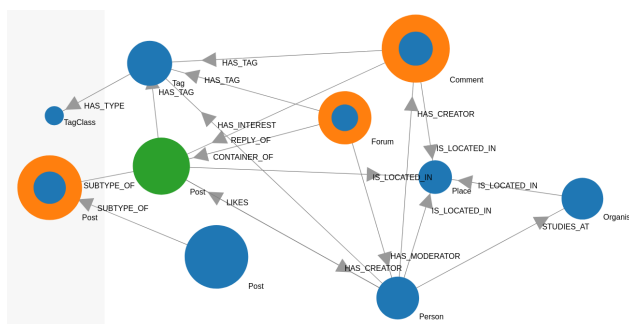 Comment
Tag
HAS_TAG
HAS_TAG
HAS_TAG
HAS_TYPE
TagClass
HAS_CREATOR
HAS_INTEREST
Forum
REPLY_OF
IS_LOCATED_IN
CONTAINER_OF
IS_LOCATED_IN
SUBTYPE_OF
Post
Place
IS_LOCATED_IN
LIKES
SUBTYPE_OF
Post
IS_LOCATED_IN
Organis
STUDIES_AT
HAS_MODERATOR
HAS_CREATOR
Post
Person